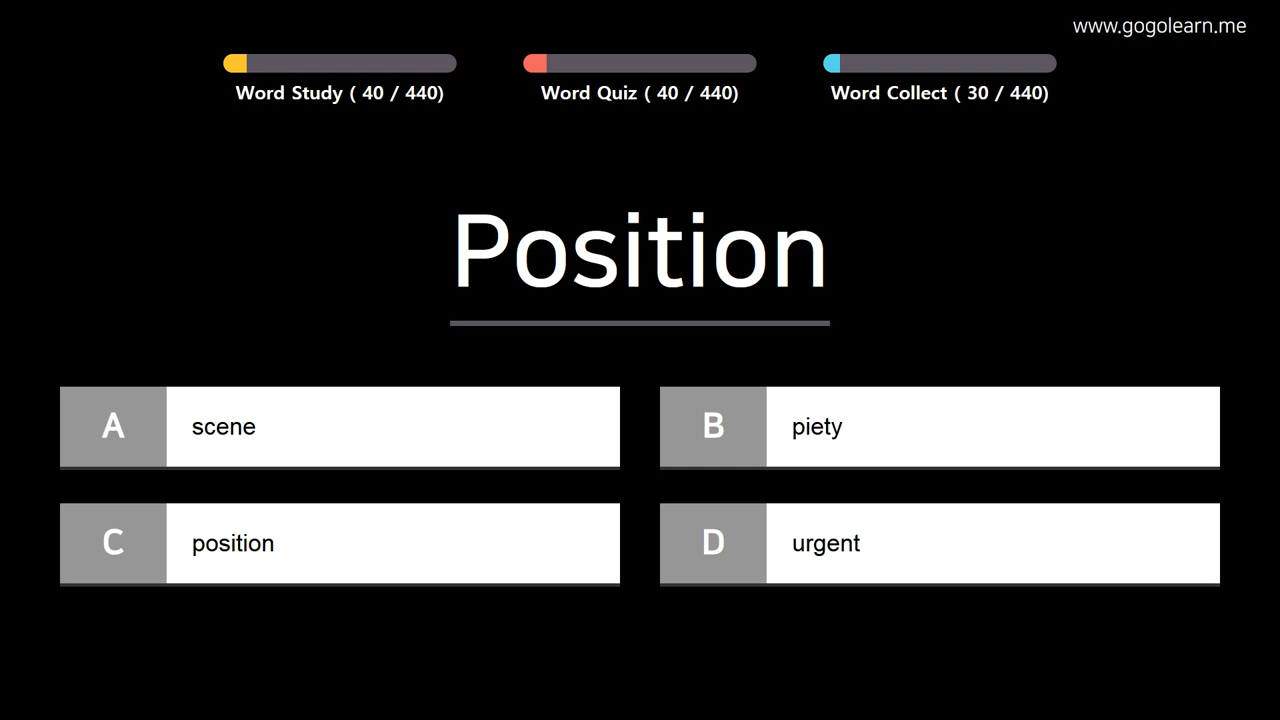 www.gogolearn.me
Word Study ( 40 / 440)
Word Quiz ( 40 / 440)
Word Collect ( 30 / 440)
Position
A
scene
B
piety
C
position
D
urgent